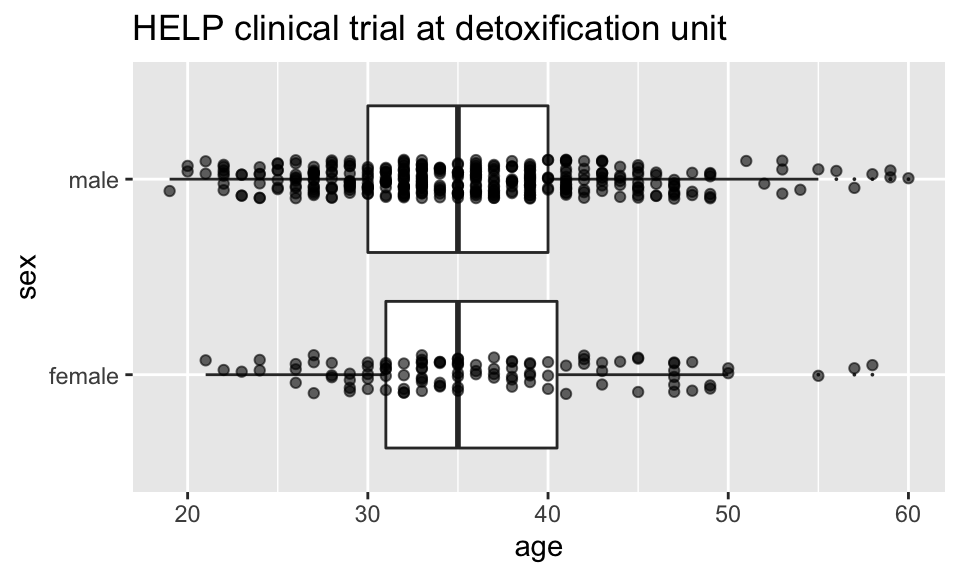 HELP clinical trial at detoxification unit
male
female
sex
20 30 40 50 60
age